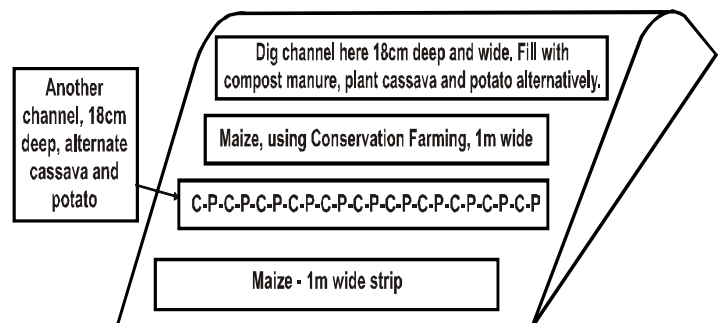 Dig channel here 18cm deep and wide. Fill with
compost manure, plant cassava and potato alternatively.
Another
channel, 18cm
deep, alternate
cassava and
potato
Maize, using Conservation Farming, 1m wide
C-P-C-P-C-P-C-P-C-P-C-P-C-P-C-P-C-P-C-P-C-P
Maize - 1m wide strip